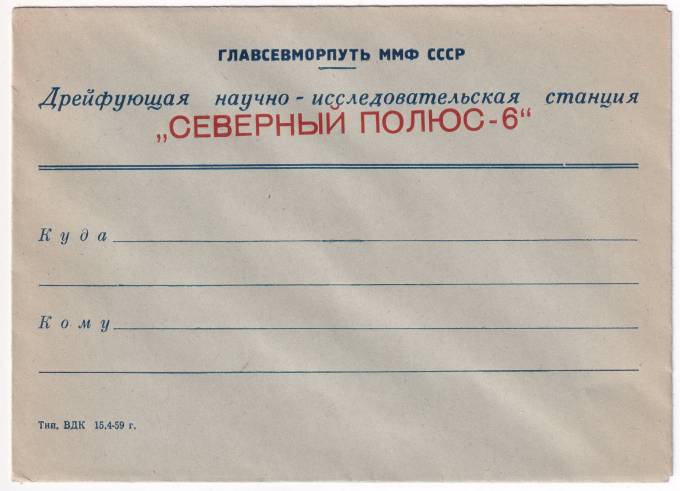 ГЛАВСЕВМОРПУТЬ ММФ СССР
Дрейфующая научно - исследовательская станция
„СЕВЕРНЫЙ ПОЛЮС-6“
Куда
Кому
Тип. ВДК 15.4-59 г.